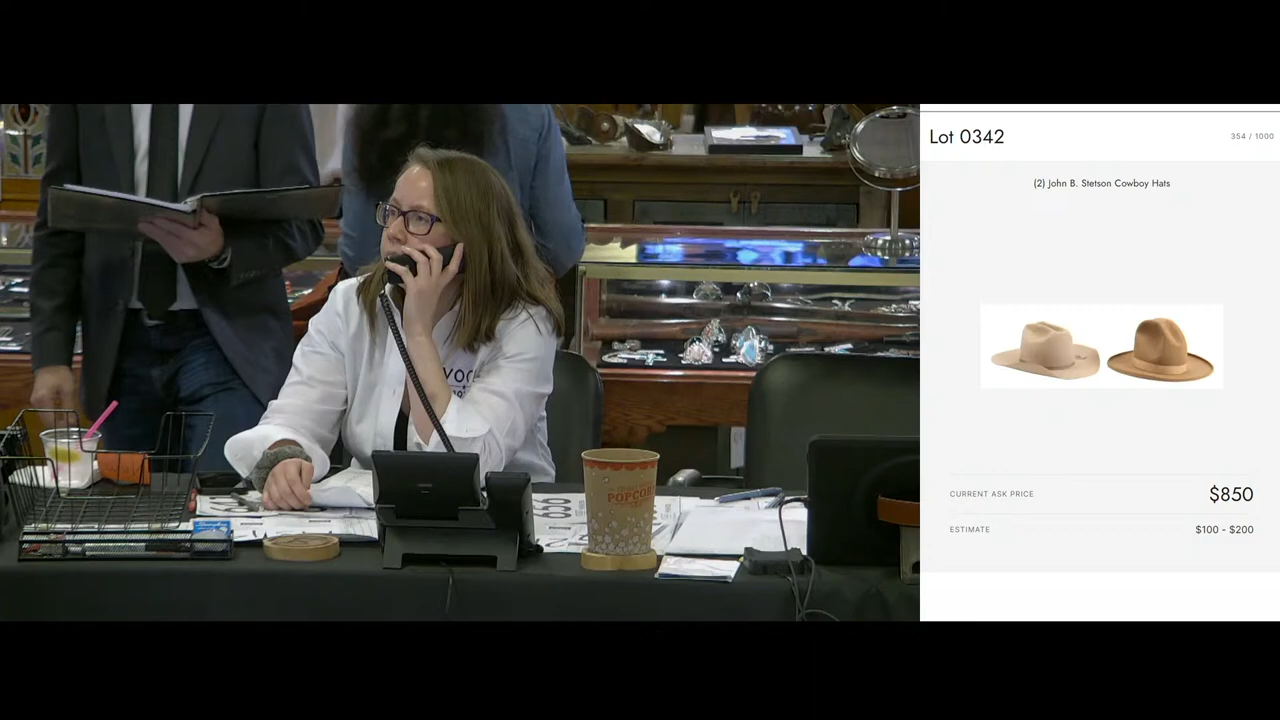 Lot 0342
354 / 1000
(2) John B. Stetson Cowboy Hats
CURRENT ASK PRICE
$850
ESTIMATE
$100 - $200
POPCORN